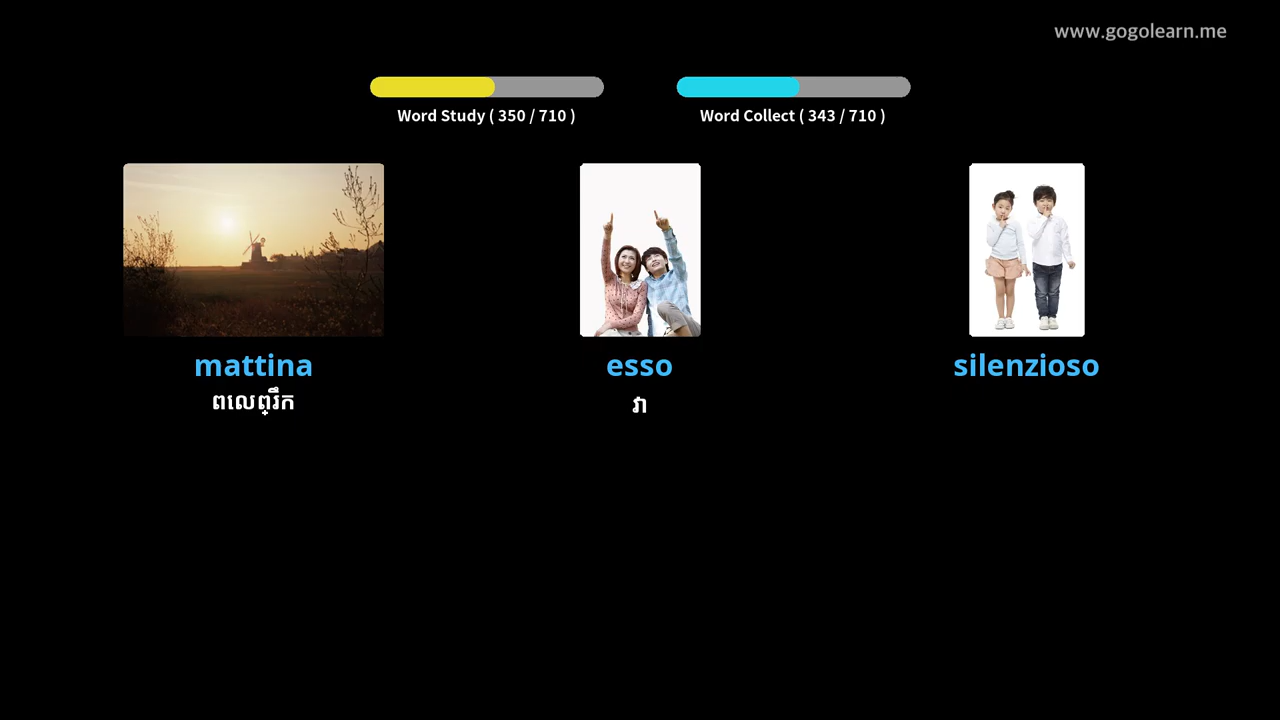 www.gogolearn.me
Word Study ( 350 / 710 )
Word Collect ( 343 / 710 )
mattina
esso
silenzioso
ពេលព្រឹក
វា